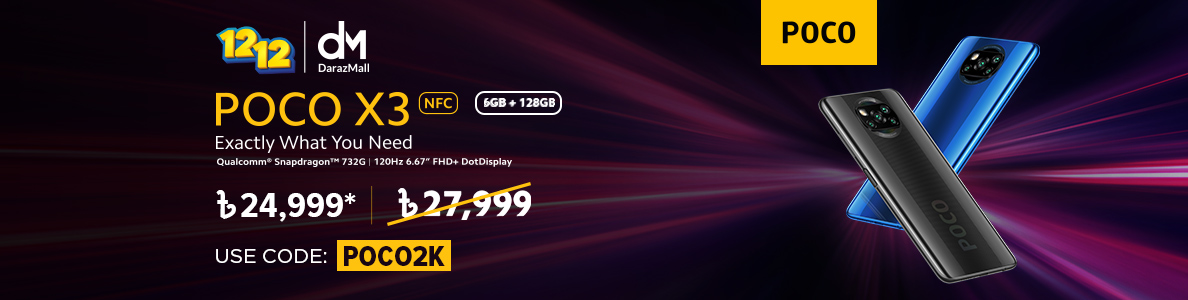 12 12
dM
DarazMall
POCO
POCO X3 NFC 6GB + 128GB
Exactly What You Need
Qualcomm® Snapdragon™ 732G | 120Hz 6.67” FHD+ DotDisplay
৳24,999* ৳27,999
USE CODE: POCO2K
POCO